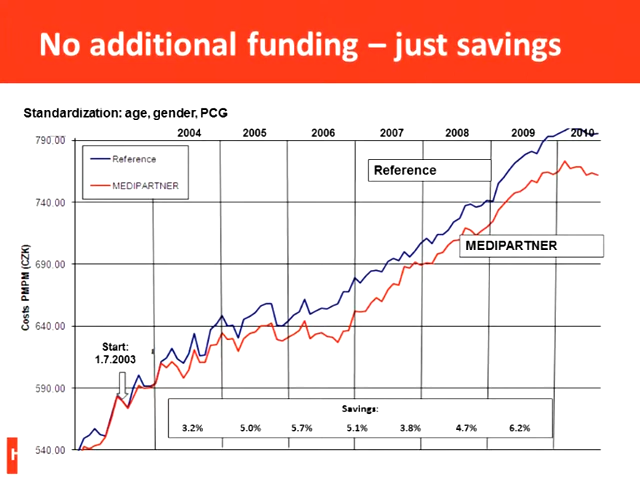 No additional funding – just savings
Standardization: age, gender, PCG
2004 2005 2006 2007 2008 2009 2010
790.00
740.00
690.00
640.00
590.00
540.00
Costs PMPM (CZK)
Reference
MEDIPARTNER
Reference
MEDIPARTNER
Start:
1.7.2003
Savings:
3.2% 5.0% 5.7% 5.1% 3.8% 4.7% 6.2%
H